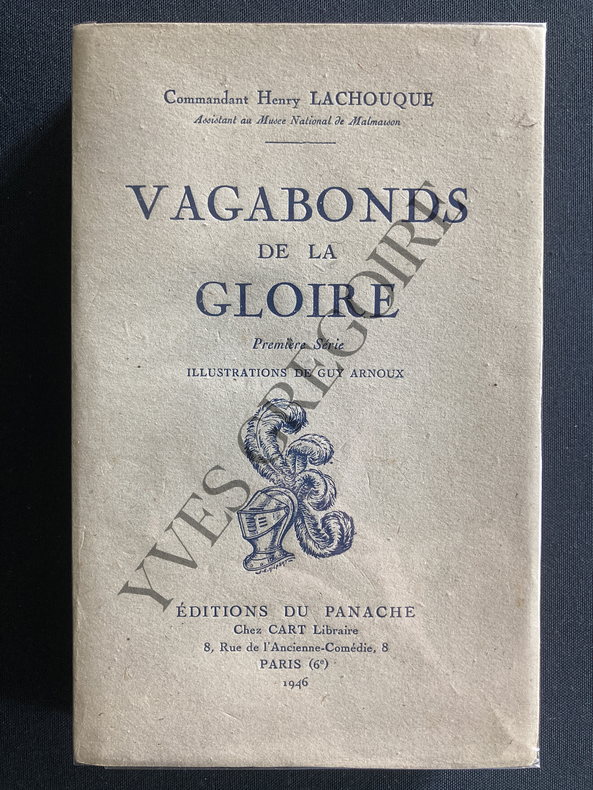 Commandant Henry LACHOUQUE
Assistant au Musee National de Malmaison
VAGABONDS
DE LA
GLOIRE
Première Série
ILLUSTRATIONS DE GUY ARNOUX
YVES GREGOIRE
ÉDITIONS DU PANACHE
Chez CART Libraire
8, Rue de l'Ancienne-Comédie, 8
PARIS (6e)
1946